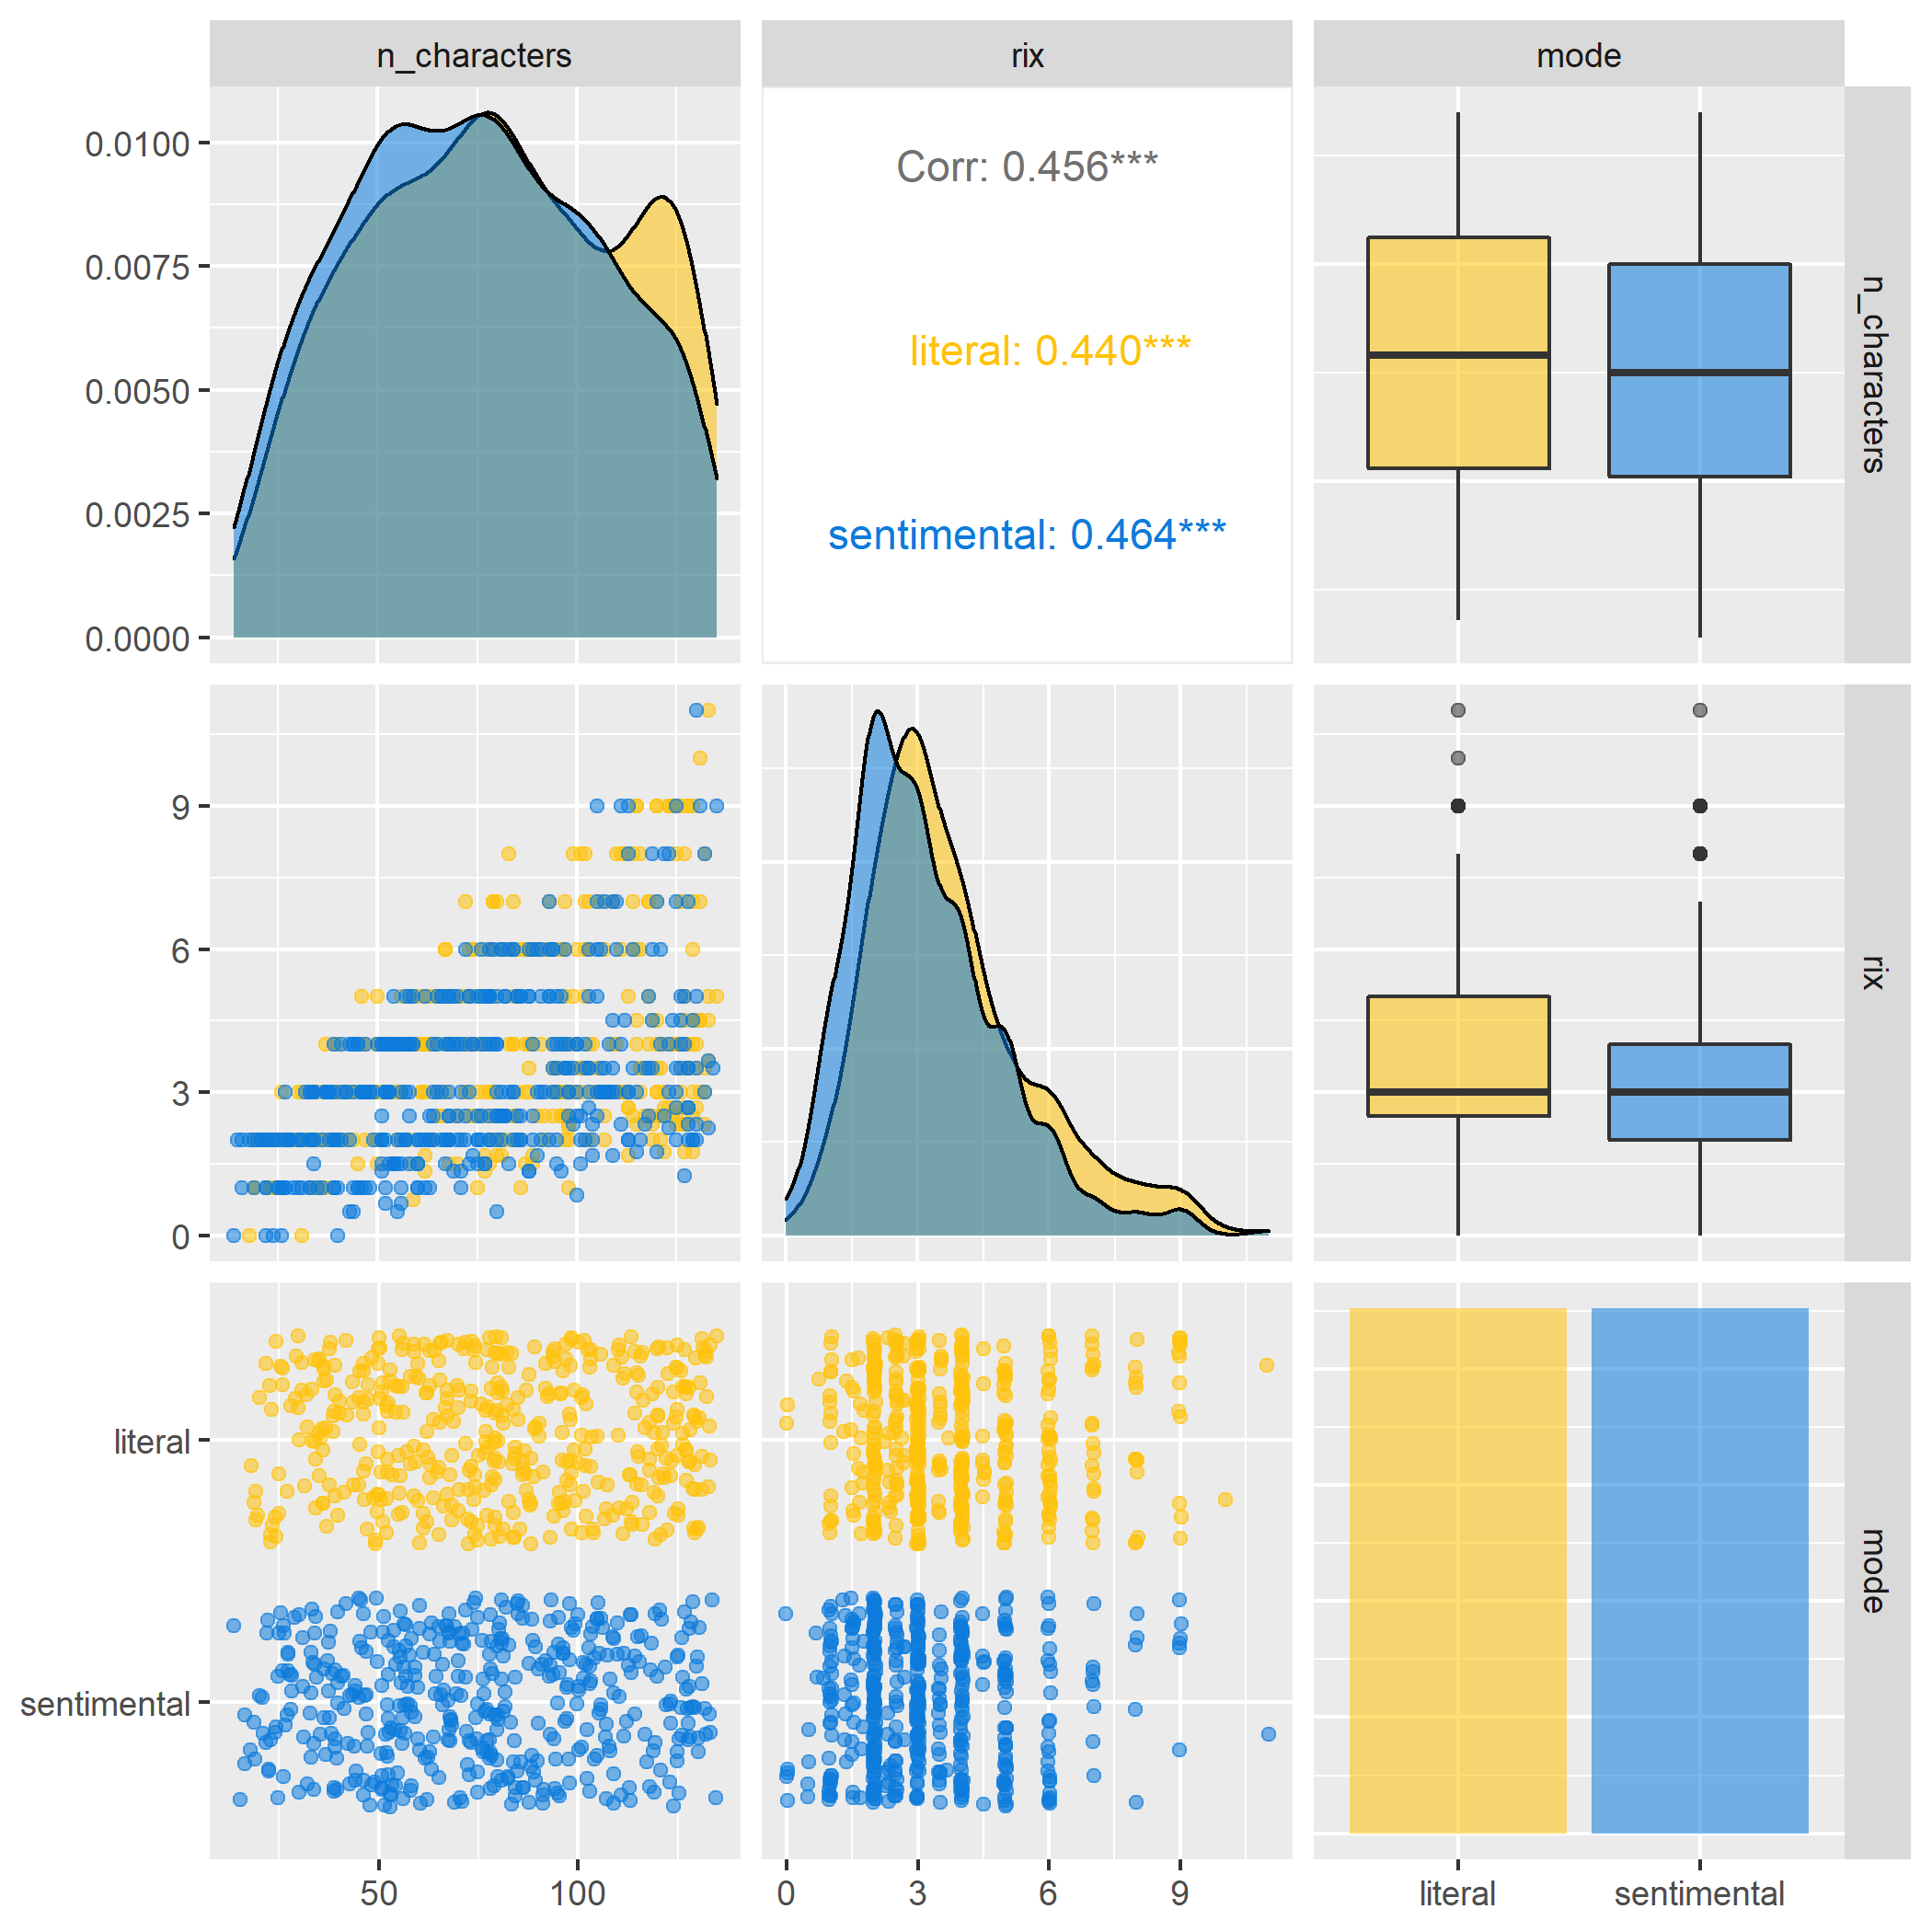 n_characters rix mode
0.0100
0.0075
0.0050
0.0025
0.0000
Corr: 0.456***
literal: 0.440***
sentimental: 0.464***
n_characters
9
6
3
0
rix
literal
sentimental
mode
50 100 0 3 6 9 literal sentimental